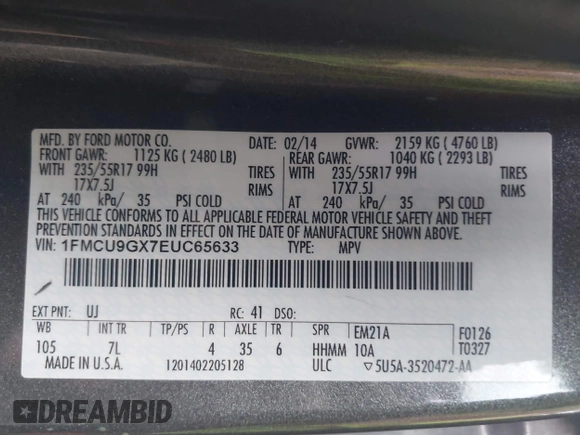 MFD. BY FORD MOTOR CO. DATE: 02/14 GVWR: 2159 KG ( 4760 LB)
FRONT GAWR: 1125 KG ( 2480 LB) REAR GAWR: 1040 KG ( 2293 LB)
WITH 235/55R17 99H TIRES WITH 235/55R17 99H TIRES
17X7.5J RIMS 17X7.5J RIMS
AT 240 kPa/ 35 PSI COLD AT 240 kPa/ 35 PSI COLD
THIS VEHICLE CONFORMS TO ALL APPLICABLE FEDERAL MOTOR VEHICLE SAFETY AND THEFT
PREVENTION STANDARDS IN EFFECT ON THE DATE OF MANUFACTURE SHOWN ABOVE.
VIN: 1FMCU9GX7EUC65633 TYPE: MPV
EXT PNT: UJ RC: 41 DSO:
WB INT TR TP/PS R AXLE TR SPR EM21A F0126
105 7L 4 35 6 HHMM 10A T0327
MADE IN U.S.A. 1201402205128 ULC ▽5U5A-3520472-AA
DREAMBID